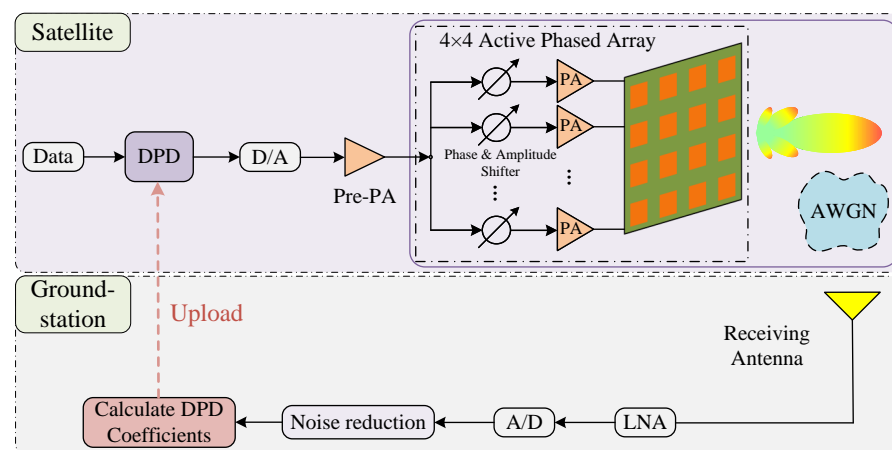 Satellite
4×4 Active Phased Array
PA
PA
Data
DPD
D/A
Pre-PA
Phase & Amplitude
Shifter
PA
AWGN
Ground-
station
Upload
Receiving
Antenna
Calculate DPD
Coefficients
Noise reduction
A/D
LNA